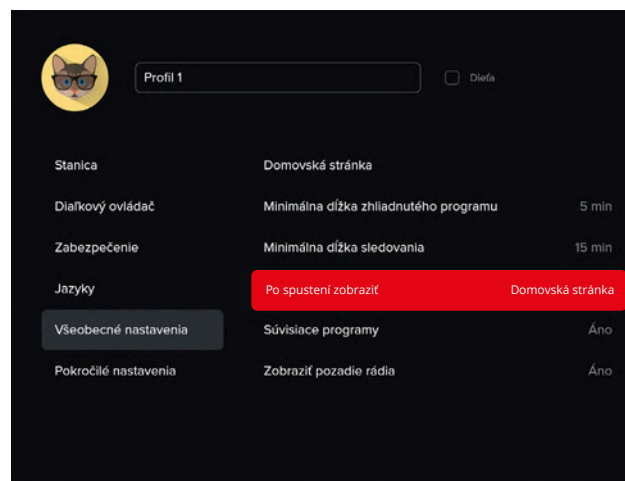 Profil 1
Dieťa
Stanica
Diaľkový ovládač
Zabezpečenie
Jazyky
Všeobecné nastavenia
Pokročilé nastavenia
Domovská stránka
Minimálna dĺžka zhliadnutého programu 5 min
Minimálna dĺžka sledovania 15 min
Po spustení zobraziť Domovská stránka
Súvisiace programy Áno
Zobraziť pozadie rádia Áno